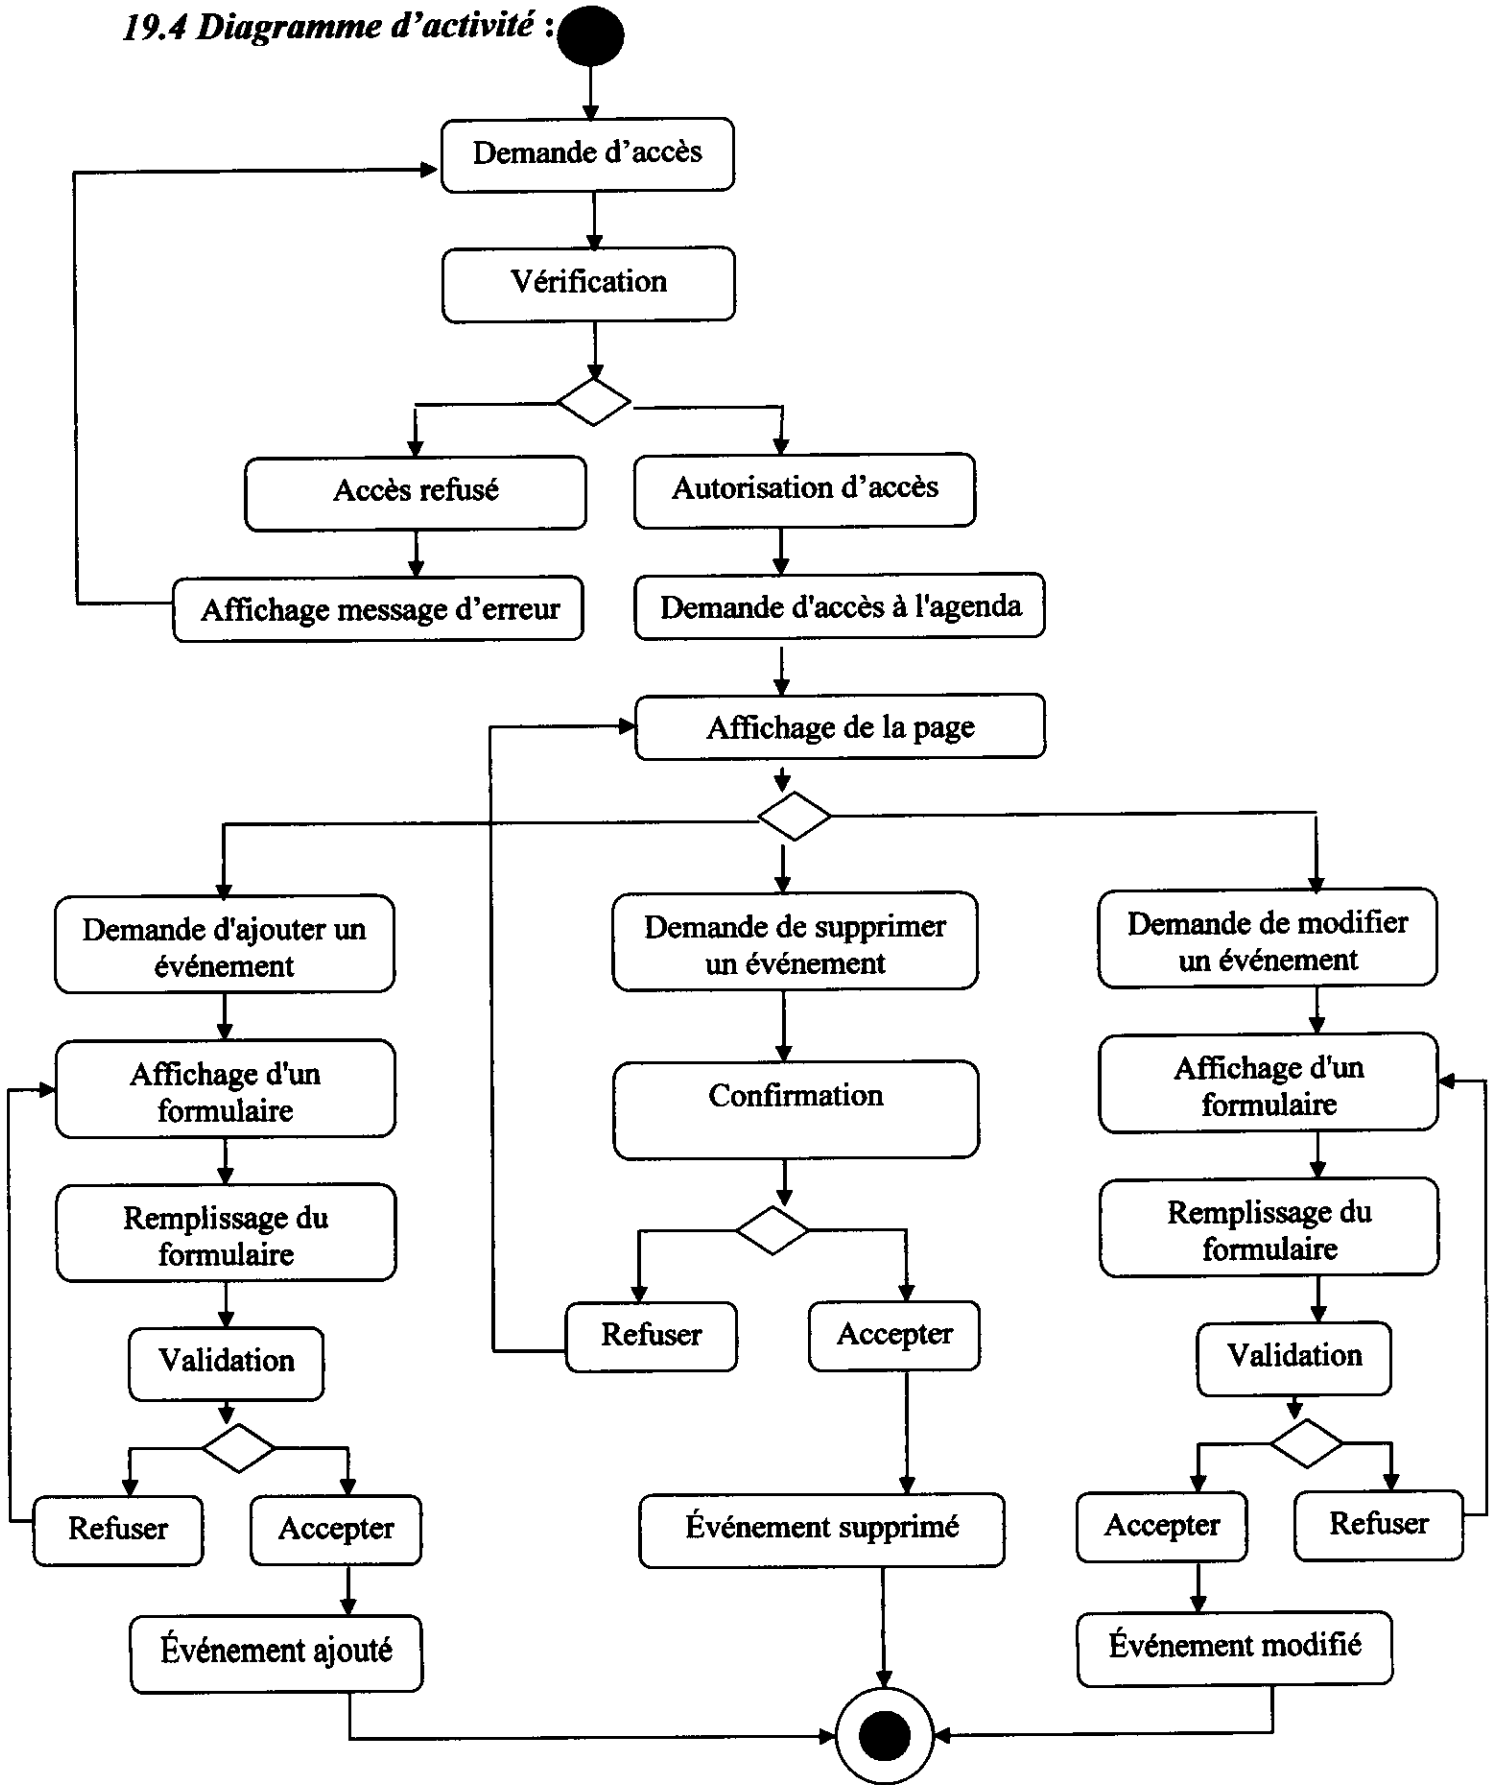 19.4 Diagramme d’activité :
Demande d’accès
Vérification
Accès refusé
Autorisation d’accès
Affichage message d’erreur
Demande d'accès à l'agenda
Affichage de la page
Demande d'ajouter un
événement
Demande de supprimer
un événement
Demande de modifier
un événement
Affichage d'un
formulaire
Confirmation
Affichage d'un
formulaire
Remplissage du
formulaire
Remplissage du
formulaire
Refuser
Accepter
Validation
Validation
Refuser
Accepter
Événement supprimé
Accepter
Refuser
Événement ajouté
Événement modifié